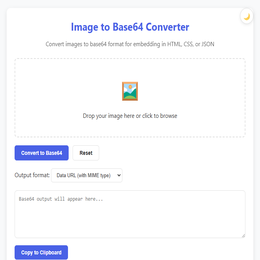 Image to Base64 Converter
Convert images to base64 format for embedding in HTML, CSS, or JSON
Drop your image here or click to browse
Convert to Base64
Reset
Output format:
Data URL (with MIME type)
Base64 output will appear here...
Copy to Clipboard